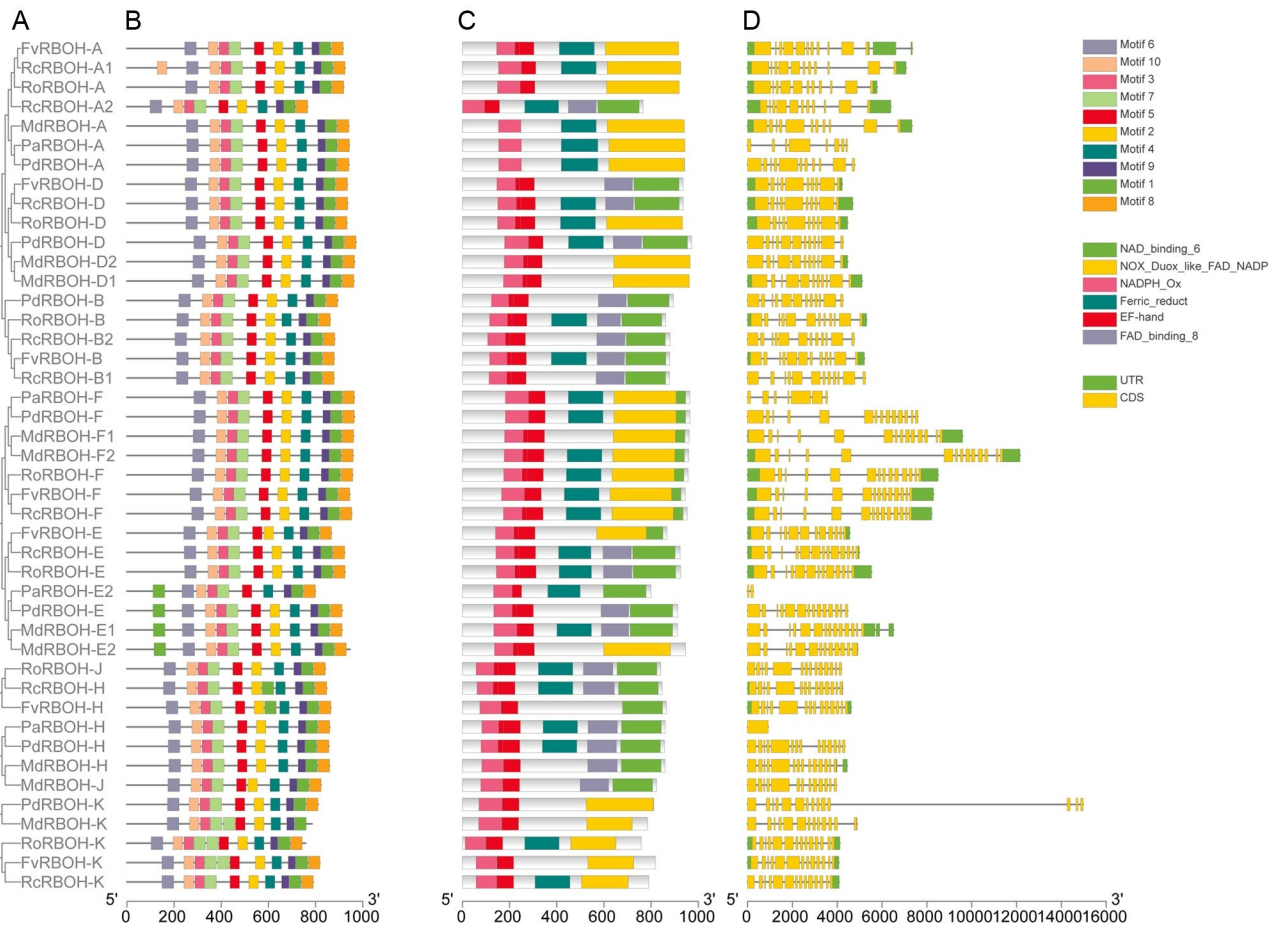 A B C D
FvRBOH-A
RcRBOH-A1
RoRBOH-A
RcRBOH-A2
MdRBOH-A
PaRBOH-A
PdRBOH-A
FvRBOH-D
RcRBOH-D
RoRBOH-D
PdRBOH-D
MdRBOH-D2
MdRBOH-D1
PdRBOH-B
RoRBOH-B
RcRBOH-B2
FvRBOH-B
RcRBOH-B1
PaRBOH-F
PdRBOH-F
MdRBOH-F1
MdRBOH-F2
RoRBOH-F
FvRBOH-F
RcRBOH-F
FvRBOH-E
RcRBOH-E
RoRBOH-E
PaRBOH-E2
PdRBOH-E
MdRBOH-E1
MdRBOH-E2
RoRBOH-J
RcRBOH-H
FvRBOH-H
PaRBOH-H
PdRBOH-H
MdRBOH-H
MdRBOH-J
PdRBOH-K
MdRBOH-K
RoRBOH-K
FvRBOH-K
RcRBOH-K
5' 3' 5' 3' 5' 3'
0 200 400 600 800 1000 0 200 400 600 800 1000 0 2000 4000 6000 8000 10000 12000 14000 16000
Motif 6
Motif 10
Motif 3
Motif 7
Motif 5
Motif 2
Motif 4
Motif 9
Motif 1
Motif 8
NAD_binding_6
NOX_Duox_like_FAD_NADP
NADPH_Ox
Ferric_reduct
EF-hand
FAD_binding_8
UTR
CDS